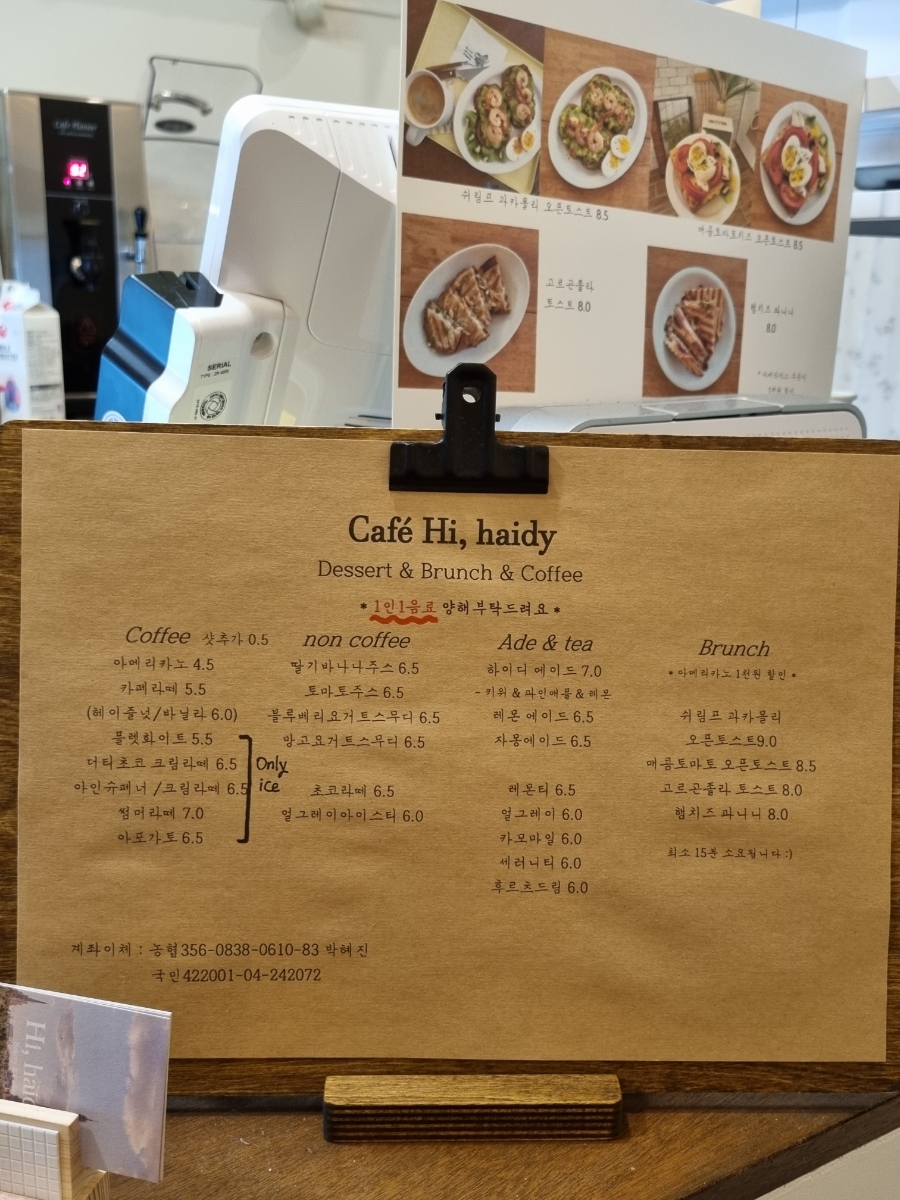 Café Hi, haidy
Dessert & Brunch & Coffee
* 1인1음료 양해부탁드려요 *
Coffee 샷추가 0.5
아메리카노 4.5
카페라떼 5.5
(헤이즐넛/바닐라 6.0)
플랫화이트 5.5
더티초코 크림라떼 6.5
아인슈페너 /크림라떼 6.5
썸머라떼 7.0
아포가토 6.5
Only
ice
non coffee
딸기바나나주스 6.5
토마토주스 6.5
블루베리요거트스무디 6.5
망고요거트스무디 6.5
초코라떼 6.5
얼그레이아이스티 6.0
Ade & tea
하이디 에이드 7.0
- 키위 & 파인애플 & 레몬
레몬 에이드 6.5
자몽에이드 6.5
레몬티 6.5
얼그레이 6.0
카모마일 6.0
세러니티 6.0
후르츠드림 6.0
Brunch
* 아메리카노 1천원 할인 *
쉬림프 과카몰리
오픈토스트9.0
매콤토마토 오픈토스트 8.5
고르곤졸라 토스트 8.0
햄치즈 파니니 8.0
최소 15분 소요됩니다 :)
계좌이체 : 농협356-0838-0610-83 박혜진
국민422001-04-242072
쉬림프 과카몰리 오픈토스트 8.5
매콤토마토치즈 오픈토스트 8.5
고르곤졸라
토스트 8.0
햄치즈 파니니
8.0
SERIAL